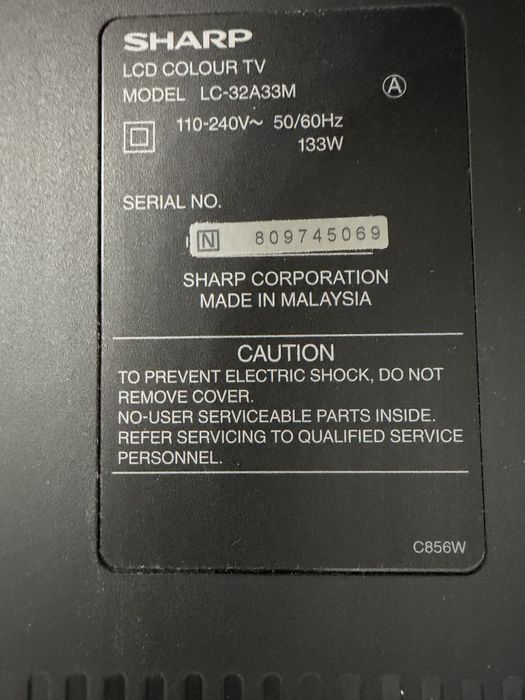 SHARP
LCD COLOUR TV
MODEL LC-32A33M
A
110-240V~ 50/60Hz
133W
SERIAL NO.
N 809745069
SHARP CORPORATION
MADE IN MALAYSIA
CAUTION
TO PREVENT ELECTRIC SHOCK, DO NOT
REMOVE COVER.
NO-USER SERVICEABLE PARTS INSIDE.
REFER SERVICING TO QUALIFIED SERVICE
PERSONNEL.
C856W